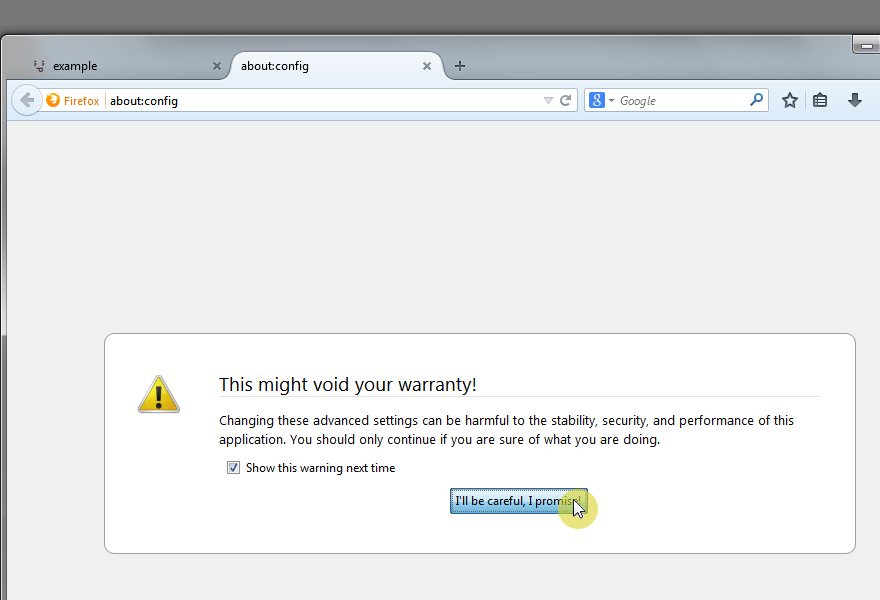 example
about:config
Firefox about:config
8 Google
This might void your warranty!
Changing these advanced settings can be harmful to the stability, security, and performance of this
application. You should only continue if you are sure of what you are doing.
Show this warning next time
I'll be careful, I promise!